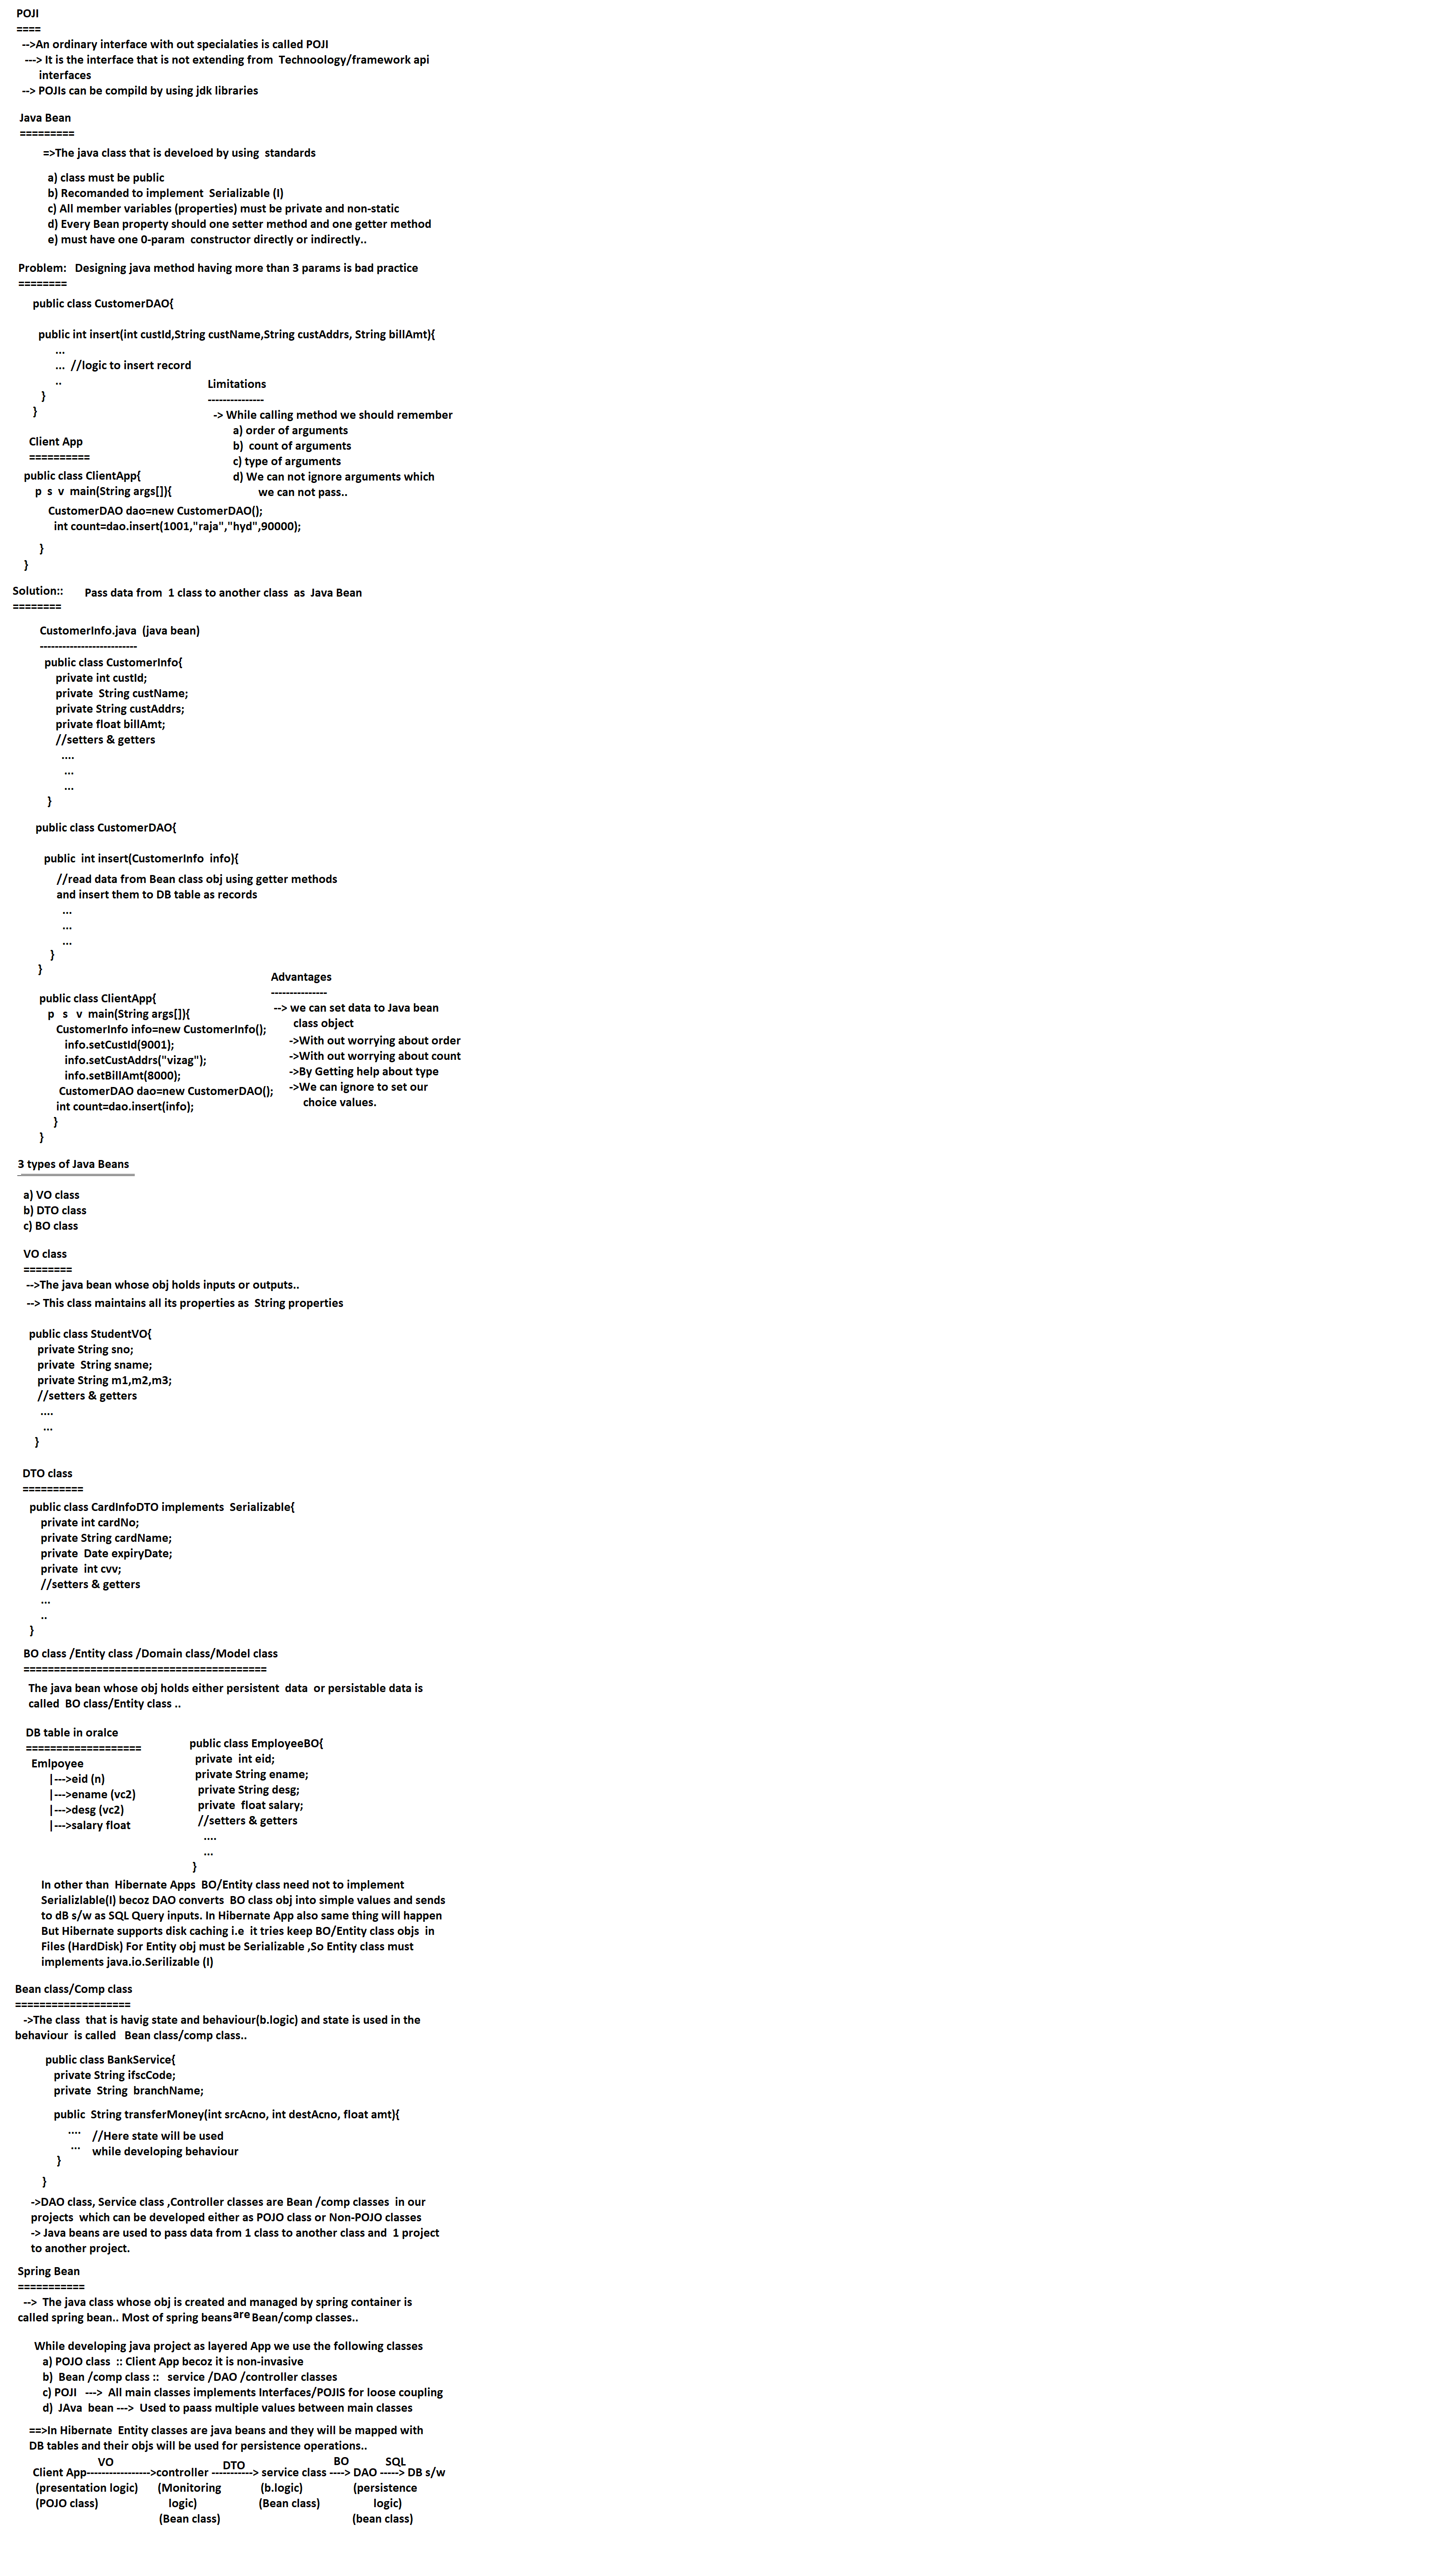 POJI
====
-->An ordinary interface with out specialaties is called POJI
---> It is the interface that is not extending from  Technoology/framework api
interfaces
--> POJIs can be compild by using jdk libraries
Java Bean
=========
=>The java class that is develoed by using  standards
a) class must be public
b) Recomanded to implement  Serializable (I)
c) All member variables (properties) must be private and non-static
d) Every Bean property should one setter method and one getter method
e) must have one 0-param  constructor directly or indirectly..
Problem:   Designing java method having more than 3 params is bad practice
========
public class CustomerDAO{
public int insert(int custId,String custName,String custAddrs, String billAmt){
...
...  //logic to insert record
..
}
}
Limitations
---------------
-> While calling method we should remember
a) order of arguments
b)  count of arguments
c) type of arguments
d) We can not ignore arguments which
we can not pass..
Client App
==========
public class ClientApp{
p  s  v  main(String args[]){
CustomerDAO dao=new CustomerDAO();
int count=dao.insert(1001,"raja","hyd",90000);
}
}
Solution::       Pass data from  1 class to another class  as  Java Bean
========
CustomerInfo.java  (java bean)
--------------------------
public class CustomerInfo{
private int custId;
private  String custName;
private String custAddrs;
private float billAmt;
//setters & getters
....
...
...
}
public class CustomerDAO{
public  int insert(CustomerInfo  info){
//read data from Bean class obj using getter methods
and insert them to DB table as records
...
...
...
}
}
Advantages
---------------
--> we can set data to Java bean
class object
->With out worrying about order
->With out worrying about count
->By Getting help about type
->We can ignore to set our
choice values.
public class ClientApp{
p   s   v  main(String args[]){
CustomerInfo info=new CustomerInfo();
info.setCustId(9001);
info.setCustAddrs("vizag");
info.setBillAmt(8000);
CustomerDAO dao=new CustomerDAO();
int count=dao.insert(info);
}
}
3 types of Java Beans
a) VO class
b) DTO class
c) BO class
VO class
========
-->The java bean whose obj holds inputs or outputs..
--> This class maintains all its properties as  String properties
public class StudentVO{
private String sno;
private  String sname;
private String m1,m2,m3;
//setters & getters
....
...
}
DTO class
==========
public class CardInfoDTO implements  Serializable{
private int cardNo;
private String cardName;
private  Date expiryDate;
private  int cvv;
//setters & getters
...
..
}
BO class /Entity class /Domain class/Model class
========================================
The java bean whose obj holds either persistent  data  or persistable data is
called  BO class/Entity class ..
DB table in oralce
===================
Emlpoyee
|--->eid (n)
|--->ename (vc2)
|--->desg (vc2)
|--->salary float
public class EmployeeBO{
private  int eid;
private String ename;
private String desg;
private  float salary;
//setters & getters
....
...
}
In other than  Hibernate Apps  BO/Entity class need not to implement
Serializlable(I) becoz DAO converts  BO class obj into simple values and sends
to dB s/w as SQL Query inputs. In Hibernate App also same thing will happen
But Hibernate supports disk caching i.e  it tries keep BO/Entity class objs  in
Files (HardDisk) For Entity obj must be Serializable ,So Entity class must
implements java.io.Serilizable (I)
Bean class/Comp class
===================
->The class  that is havig state and behaviour(b.logic) and state is used in the
behaviour  is called   Bean class/comp class..
public class BankService{
private String ifscCode;
private  String  branchName;
public  String transferMoney(int srcAcno, int destAcno, float amt){
....   //Here state will be used
...   while developing behaviour
}
}
->DAO class, Service class ,Controller classes are Bean /comp classes  in our
projects  which can be developed either as POJO class or Non-POJO classes
-> Java beans are used to pass data from 1 class to another class and  1 project
to another project.
Spring Bean
===========
-->  The java class whose obj is created and managed by spring container is
called spring bean.. Most of spring beans are Bean/comp classes..
While developing java project as layered App we use the following classes
a) POJO class  :: Client App becoz it is non-invasive
b)  Bean /comp class ::   service /DAO /controller classes
c) POJI   --->  All main classes implements Interfaces/POJIS for loose coupling
d)  JAva  bean --->  Used to paass multiple values between main classes
==>In Hibernate  Entity classes are java beans and they will be mapped with
DB tables and their objs will be used for persistence operations..
VO   DTO   BO   SQL
Client App----------------->controller -----------> service class ----> DAO -----> DB s/w
(presentation logic)   (Monitoring   (b.logic)   (persistence
(POJO class)   logic)   (Bean class)   logic)
(Bean class)   (bean class)